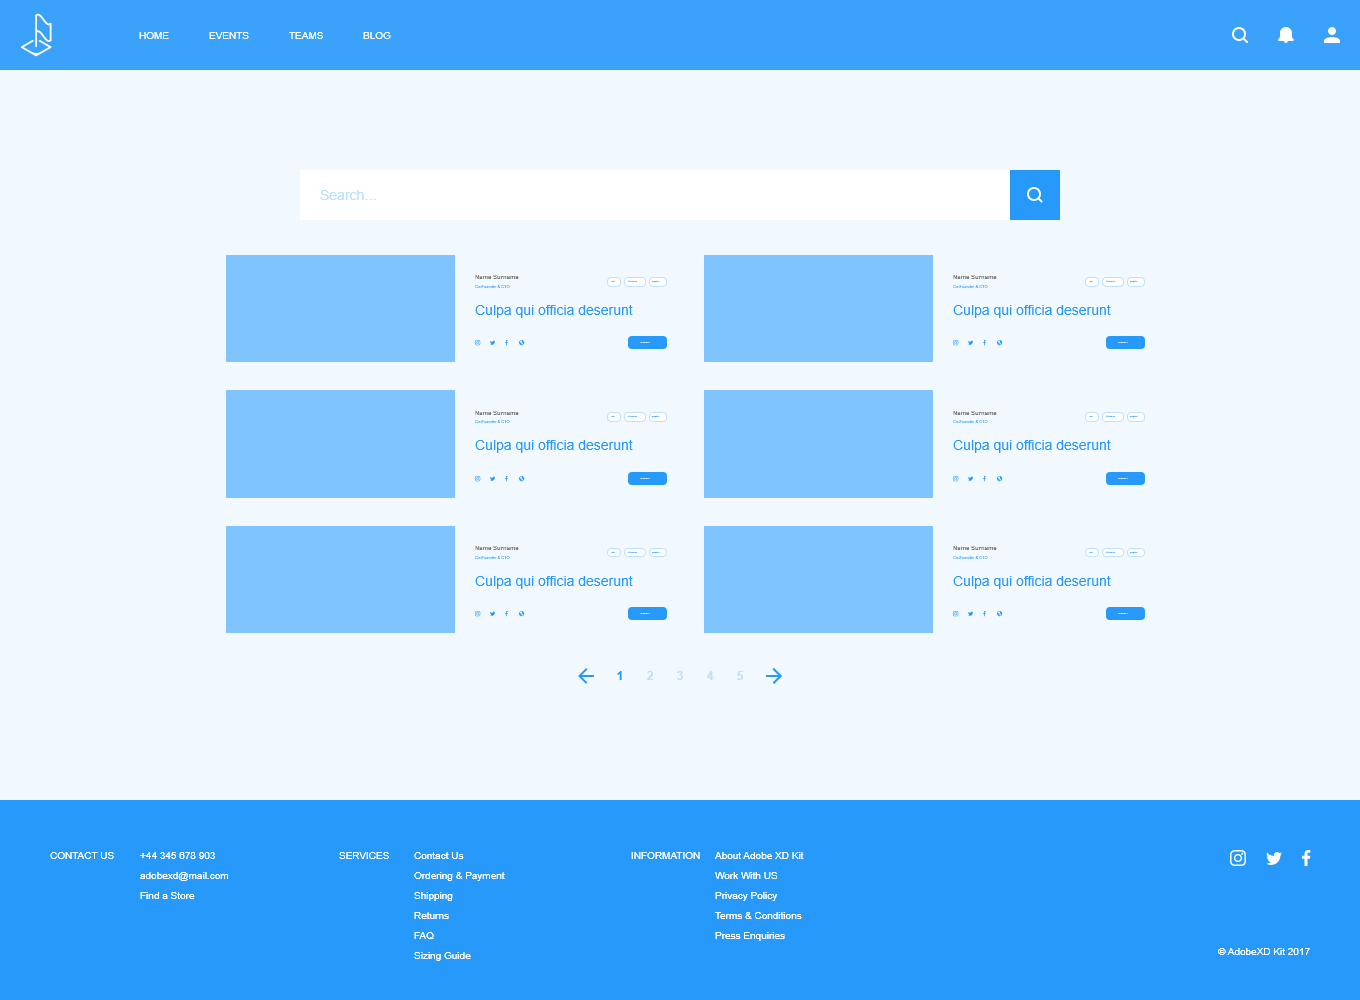 HOME EVENTS TEAMS BLOG
Search...
Name Surname
Co-Founder & CTO
Culpa qui officia deserunt
Name Surname
Co-Founder & CTO
Culpa qui officia deserunt
Name Surname
Co-Founder & CTO
Culpa qui officia deserunt
Name Surname
Co-Founder & CTO
Culpa qui officia deserunt
Name Surname
Co-Founder & CTO
Culpa qui officia deserunt
Name Surname
Co-Founder & CTO
Culpa qui officia deserunt
1 2 3 4 5
CONTACT US
+44 345 678 903
adobexd@mail.com
Find a Store
SERVICES
Contact Us
Ordering & Payment
Shipping
Returns
FAQ
Sizing Guide
INFORMATION
About Adobe XD Kit
Work With US
Privacy Policy
Terms & Conditions
Press Enquiries
© AdobeXD Kit 2017